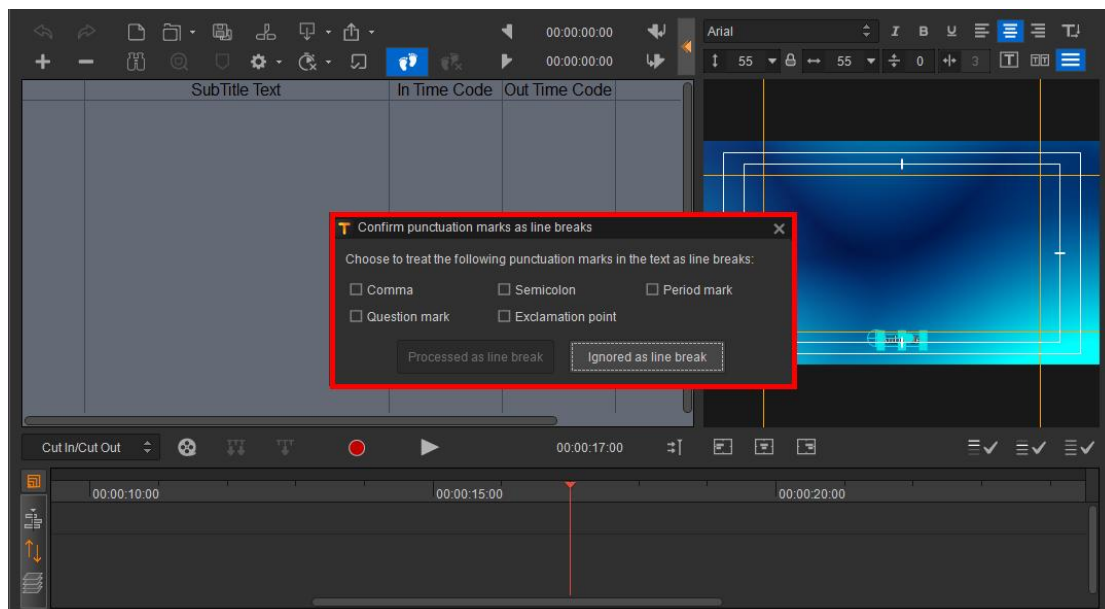 00:00:00:00
Arial
I B U
00:00:00:00
55 55 0 3
SubTitle Text In Time Code Out Time Code
T Confirm punctuation marks as line breaks
Choose to treat the following punctuation marks in the text as line breaks:
Comma Semicolon Period mark
Question mark Exclamation point
Processed as line break Ignored as line break
Cut In/Cut Out 00:00:17:00
00:00:10:00 00:00:15:00 00:00:20:00